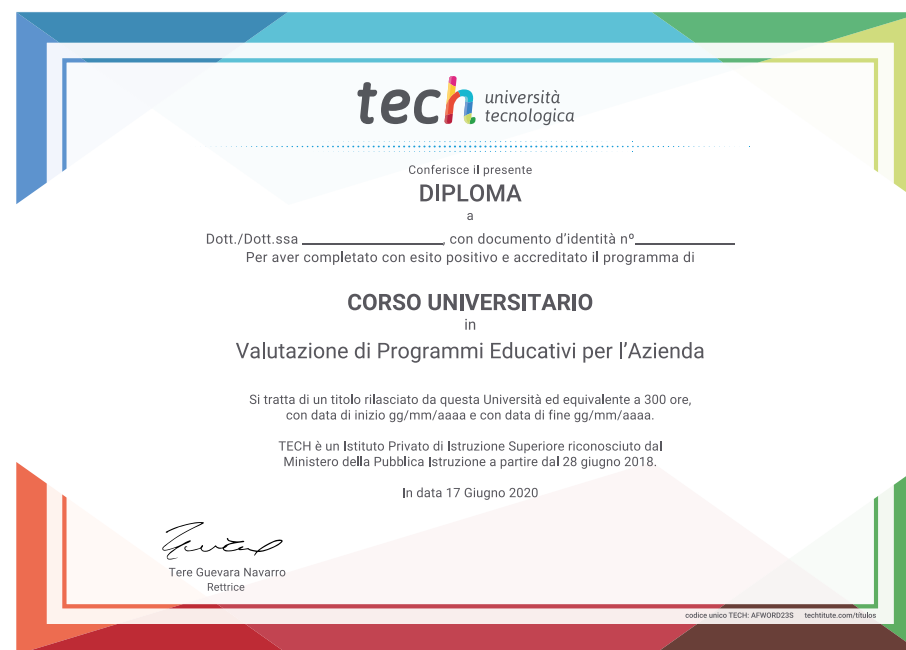 tech università
tecnologica
Conferisce il presente
DIPLOMA
a
Dott./Dott.ssa ____________________, con documento d'identità nº______________
Per aver completato con esito positivo e accreditato il programma di
CORSO UNIVERSITARIO
in
Valutazione di Programmi Educativi per l'Azienda
Si tratta di un titolo rilasciato da questa Università ed equivalente a 300 ore,
con data di inizio gg/mm/aaaa e con data di fine gg/mm/aaaa.
TECH è un Istituto Privato di Istruzione Superiore riconosciuto dal
Ministero della Pubblica Istruzione a partire dal 28 giugno 2018.
In data 17 Giugno 2020
Tere Guevara Navarro
Rettrice
codice unico TECH: AFWORD23S techtitute.com/titulos